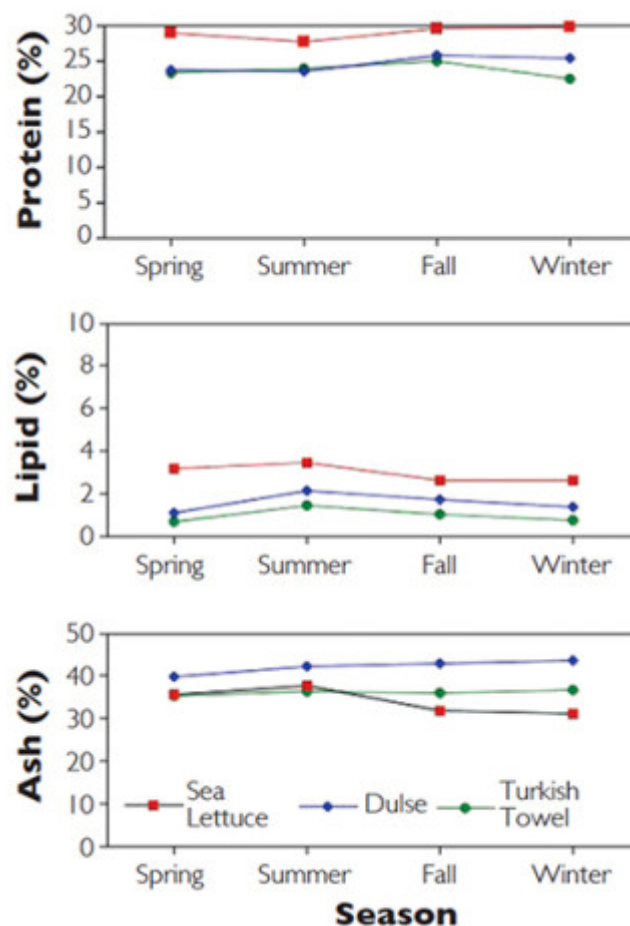 Protein (%)
30
25
20
15
10
5
0
Spring Summer Fall Winter
Lipid (%)
10
8
6
4
2
0
Spring Summer Fall Winter
Ash (%)
50
40
30
20
10
0
Sea
Lettuce
Dulse
Turkish
Towel
Spring Summer Fall Winter
Season